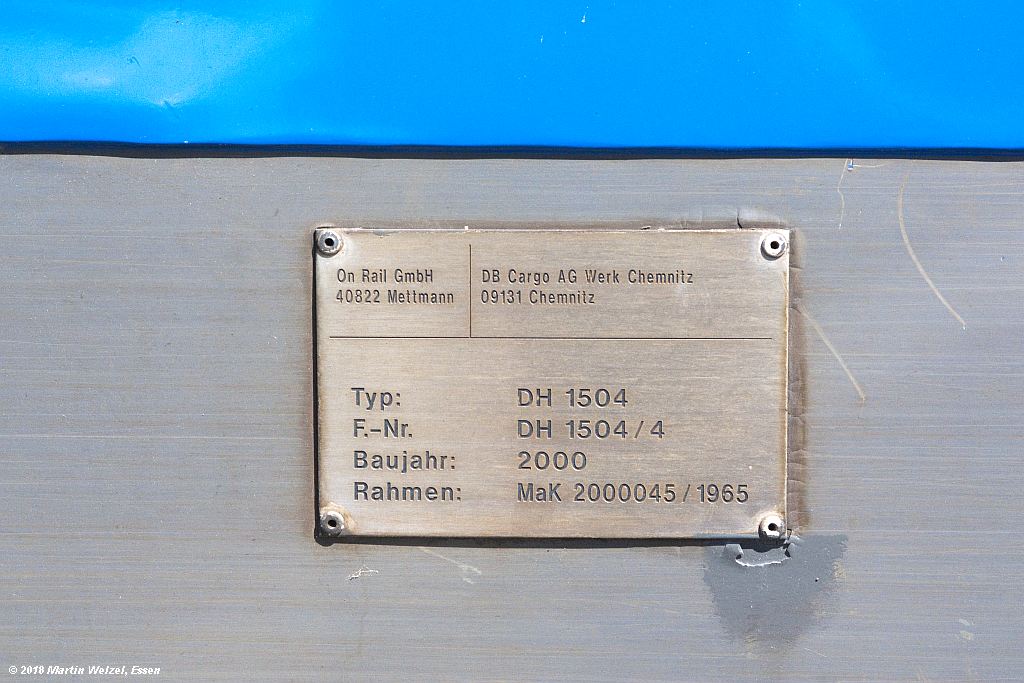 On Rail GmbH
40822 Mettmann
DB Cargo AG Werk Chemnitz
09131 Chemnitz
Typ: DH 1504
F.-Nr. DH 1504/4
Baujahr: 2000
Rahmen: MaK 2000045/1965
© 2018 Martin Welzel, Essen